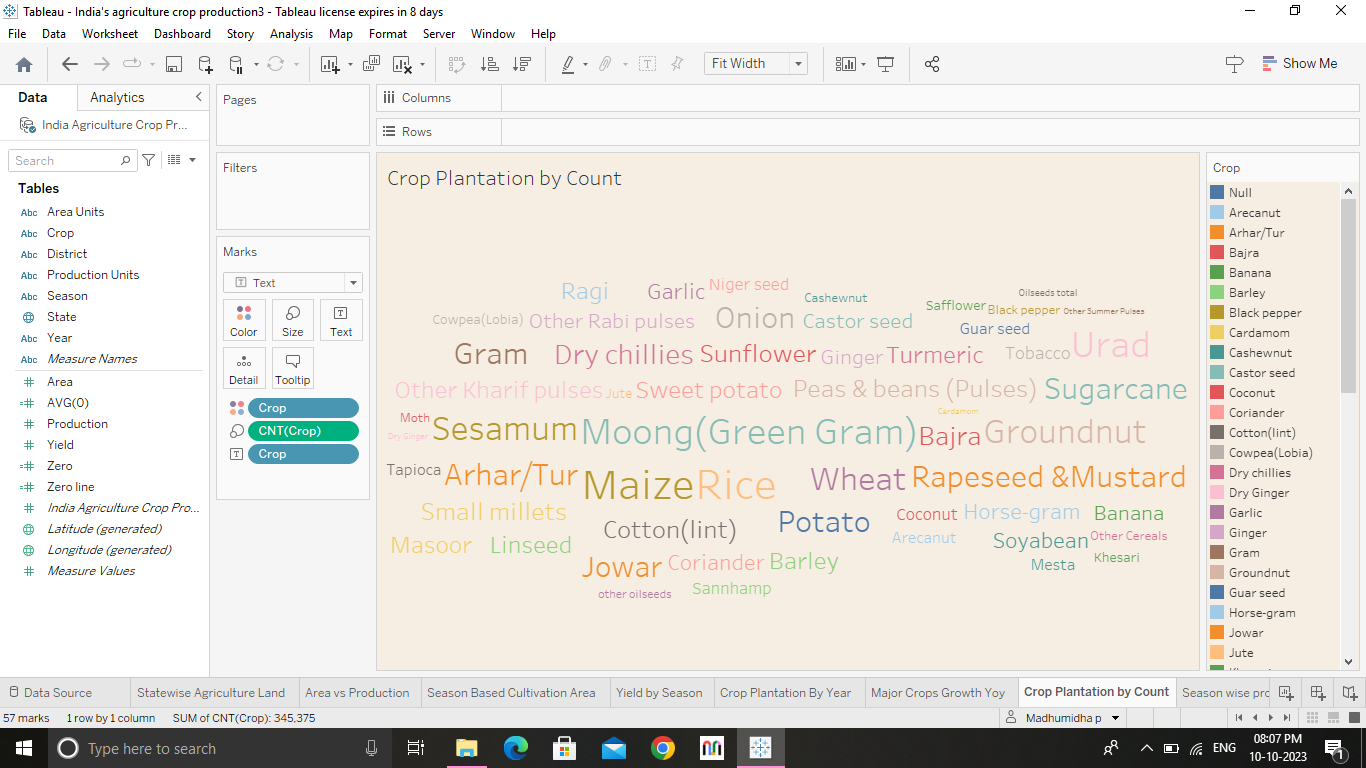 Tableau - India's agriculture crop production3 - Tableau license expires in 8 days
File Data Worksheet Dashboard Story Analysis Map Format Server Window Help
Fit Width
Show Me
Data Analytics
India Agriculture Crop Pr...
Search
Tables
Abc Area Units
Abc Crop
Abc District
Abc Production Units
Abc Season
State
Abc Year
Abc Measure Names
Area
AVG(0)
Production
Yield
Zero
Zero line
India Agriculture Crop Pro...
Latitude (generated)
Longitude (generated)
Measure Values
Pages
Filters
Marks
Text
Color Size Text
Detail Tooltip
Crop
CNT(Crop)
Crop
Columns
Rows
Crop Plantation by Count
Ragi Garlic Niger seed Cashewnut Oilseeds total
Cowpea(Lobia) Other Rabi pulses Onion Castor seed Safflower Black pepper Other Summer Pulses
Guar seed
Gram Dry chillies Sunflower Ginger Turmeric Tobacco Urad
Other Kharif pulses Jute Sweet potato Peas & beans (Pulses) Sugarcane
Moth Cardamom
Dry Ginger Sesamum Moong(Green Gram) Bajra Groundnut
Tapioca Arhar/Tur Maize Rice Wheat Rapeseed &Mustard
Small millets Cotton(lint) Potato Coconut Horse-gram Banana
Masoor Linseed Arecanut Soyabean Other Cereals
Jowar Coriander Barley Mesta Khesari
other oilseeds Sannhamp
Crop
Null
Arecanut
Arhar/Tur
Bajra
Banana
Barley
Black pepper
Cardamom
Cashewnut
Castor seed
Coconut
Coriander
Cotton(lint)
Cowpea(Lobia)
Dry chillies
Dry Ginger
Garlic
Ginger
Gram
Groundnut
Guar seed
Horse-gram
Jowar
Jute
Data Source Statewise Agriculture Land Area vs Production Season Based Cultivation Area Yield by Season Crop Plantation By Year Major Crops Growth Yoy Crop Plantation by Count Season wise pro
57 marks 1 row by 1 column SUM of CNT(Crop): 345,375 Madhumidha p
Type here to search
ENG
08:07 PM
10-10-2023
1